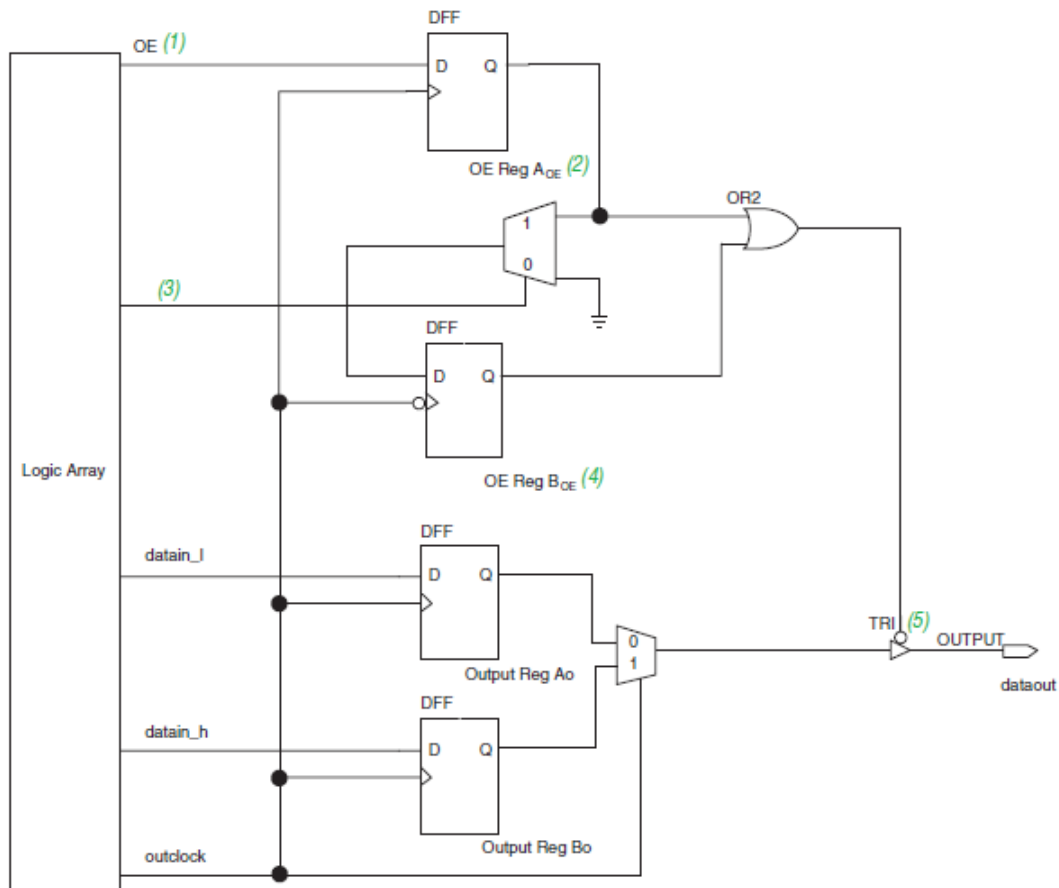 DFF
OE (1)
D Q
OE Reg A_OE (2)
1
OR2
0
(3)
DFF
D Q
Logic Array
OE Reg B_OE (4)
DFF
datain_l
D Q
TRI (5)
0
OUTPUT
1
Output Reg Ao
dataout
DFF
datain_h
D Q
Output Reg Bo
outclock